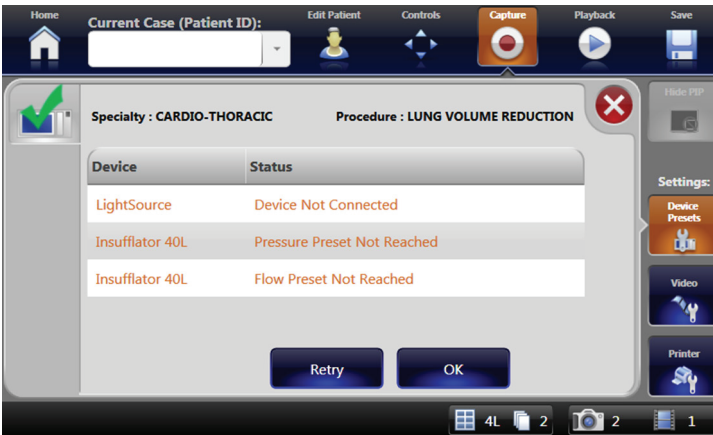 Home
Current Case (Patient ID):
Edit Patient
Controls
Capture
Playback
Save
Specialty : CARDIO-THORACIC Procedure : LUNG VOLUME REDUCTION
Hide PIP
Device Status
LightSource Device Not Connected
Insufflator 40L Pressure Preset Not Reached
Insufflator 40L Flow Preset Not Reached
Settings:
Device
Presets
Video
Printer
Retry OK
4L 2 2 1